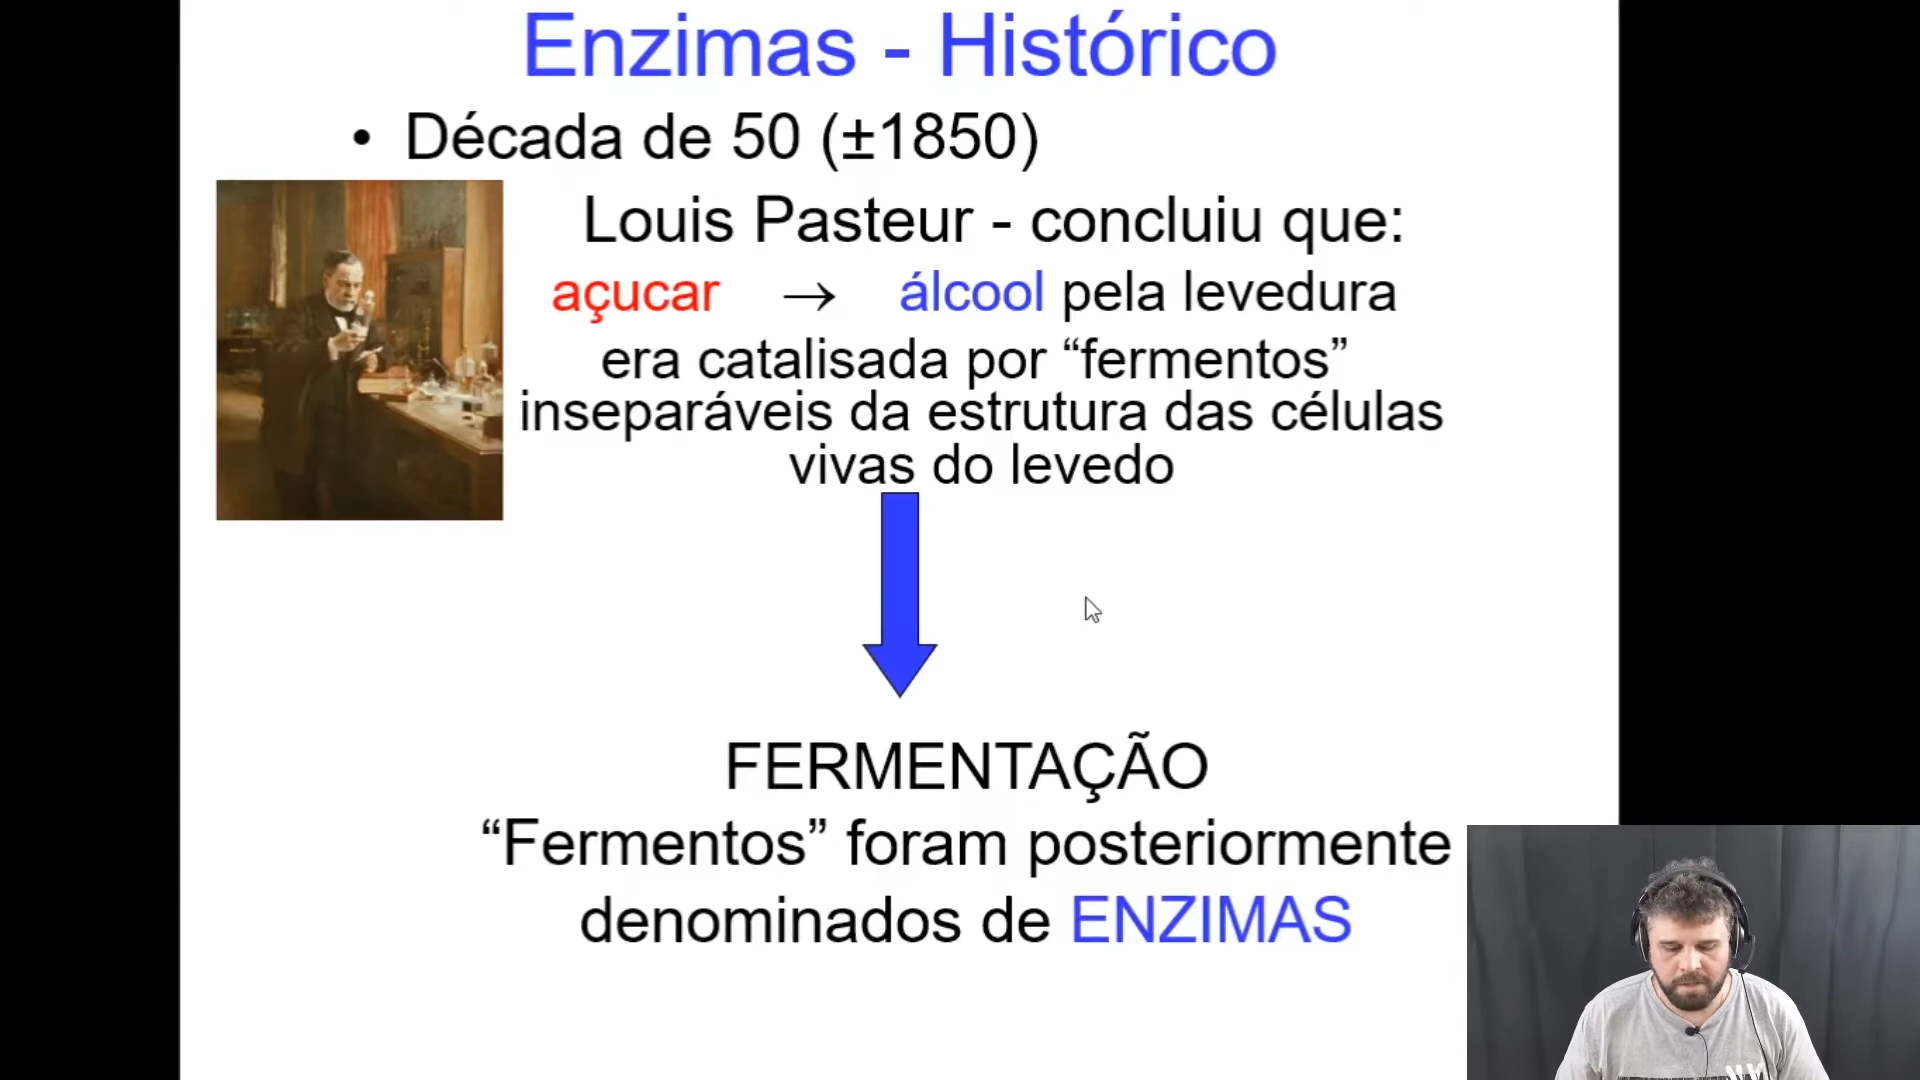 Enzimas - Histórico
• Década de 50 (±1850)
Louis Pasteur - concluiu que:
açucar → álcool pela levedura
era catalisada por “fermentos”
inseparáveis da estrutura das células
vivas do levedo
FERMENTAÇÃO
“Fermentos” foram posteriormente
denominados de ENZIMAS